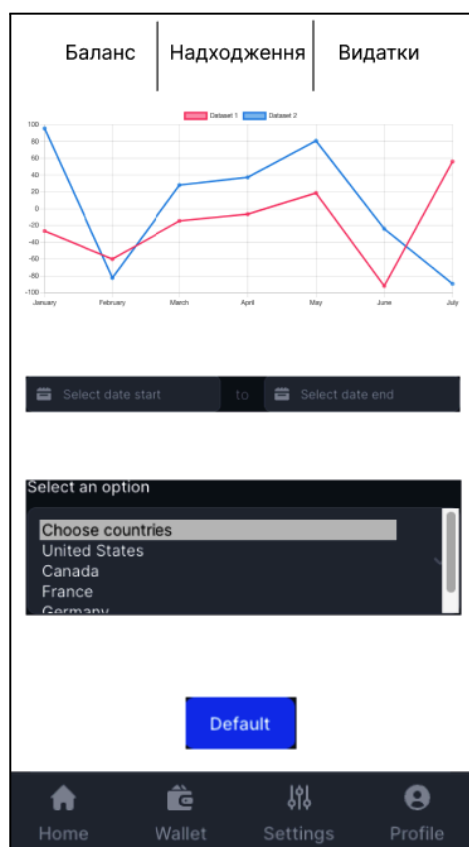 Баланс Надходження Видатки
Dataset 1 Dataset 2
100
80
60
40
20
0
-20
-40
-60
-80
-100
January February March April May June July
Select date start to Select date end
Select an option
Choose countries
United States
Canada
France
Germany
Default
Home Wallet Settings Profile